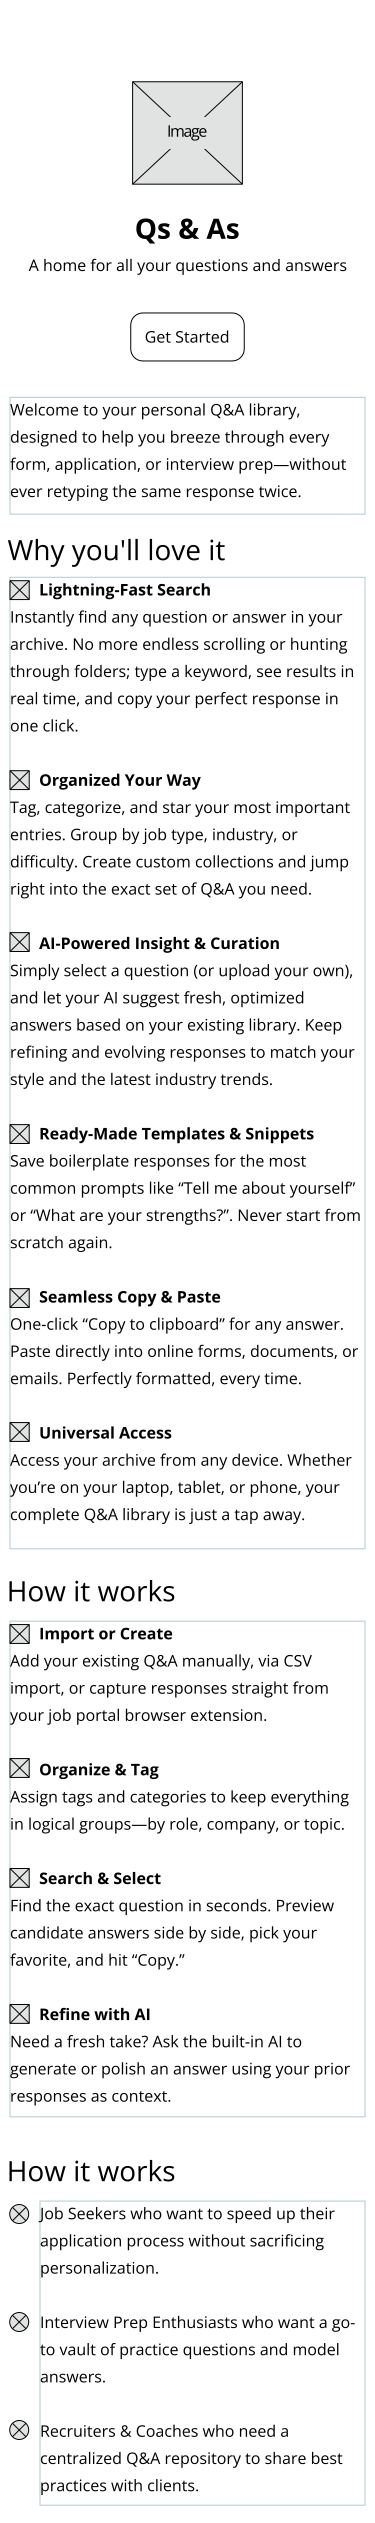 Image
Qs & As
A home for all your questions and answers
Get Started
Welcome to your personal Q&A library,
designed to help you breeze through every
form, application, or interview prep—without
ever retyping the same response twice.
Why you'll love it
Lightning-Fast Search
Instantly find any question or answer in your
archive. No more endless scrolling or hunting
through folders; type a keyword, see results in
real time, and copy your perfect response in
one click.
Organized Your Way
Tag, categorize, and star your most important
entries. Group by job type, industry, or
difficulty. Create custom collections and jump
right into the exact set of Q&A you need.
AI-Powered Insight & Curation
Simply select a question (or upload your own),
and let your AI suggest fresh, optimized
answers based on your existing library. Keep
refining and evolving responses to match your
style and the latest industry trends.
Ready-Made Templates & Snippets
Save boilerplate responses for the most
common prompts like “Tell me about yourself”
or “What are your strengths?”. Never start from
scratch again.
Seamless Copy & Paste
One-click “Copy to clipboard” for any answer.
Paste directly into online forms, documents, or
emails. Perfectly formatted, every time.
Universal Access
Access your archive from any device. Whether
you’re on your laptop, tablet, or phone, your
complete Q&A library is just a tap away.
How it works
Import or Create
Add your existing Q&A manually, via CSV
import, or capture responses straight from
your job portal browser extension.
Organize & Tag
Assign tags and categories to keep everything
in logical groups—by role, company, or topic.
Search & Select
Find the exact question in seconds. Preview
candidate answers side by side, pick your
favorite, and hit “Copy.”
Refine with AI
Need a fresh take? Ask the built-in AI to
generate or polish an answer using your prior
responses as context.
How it works
Job Seekers who want to speed up their
application process without sacrificing
personalization.
Interview Prep Enthusiasts who want a go-
to vault of practice questions and model
answers.
Recruiters & Coaches who need a
centralized Q&A repository to share best
practices with clients.